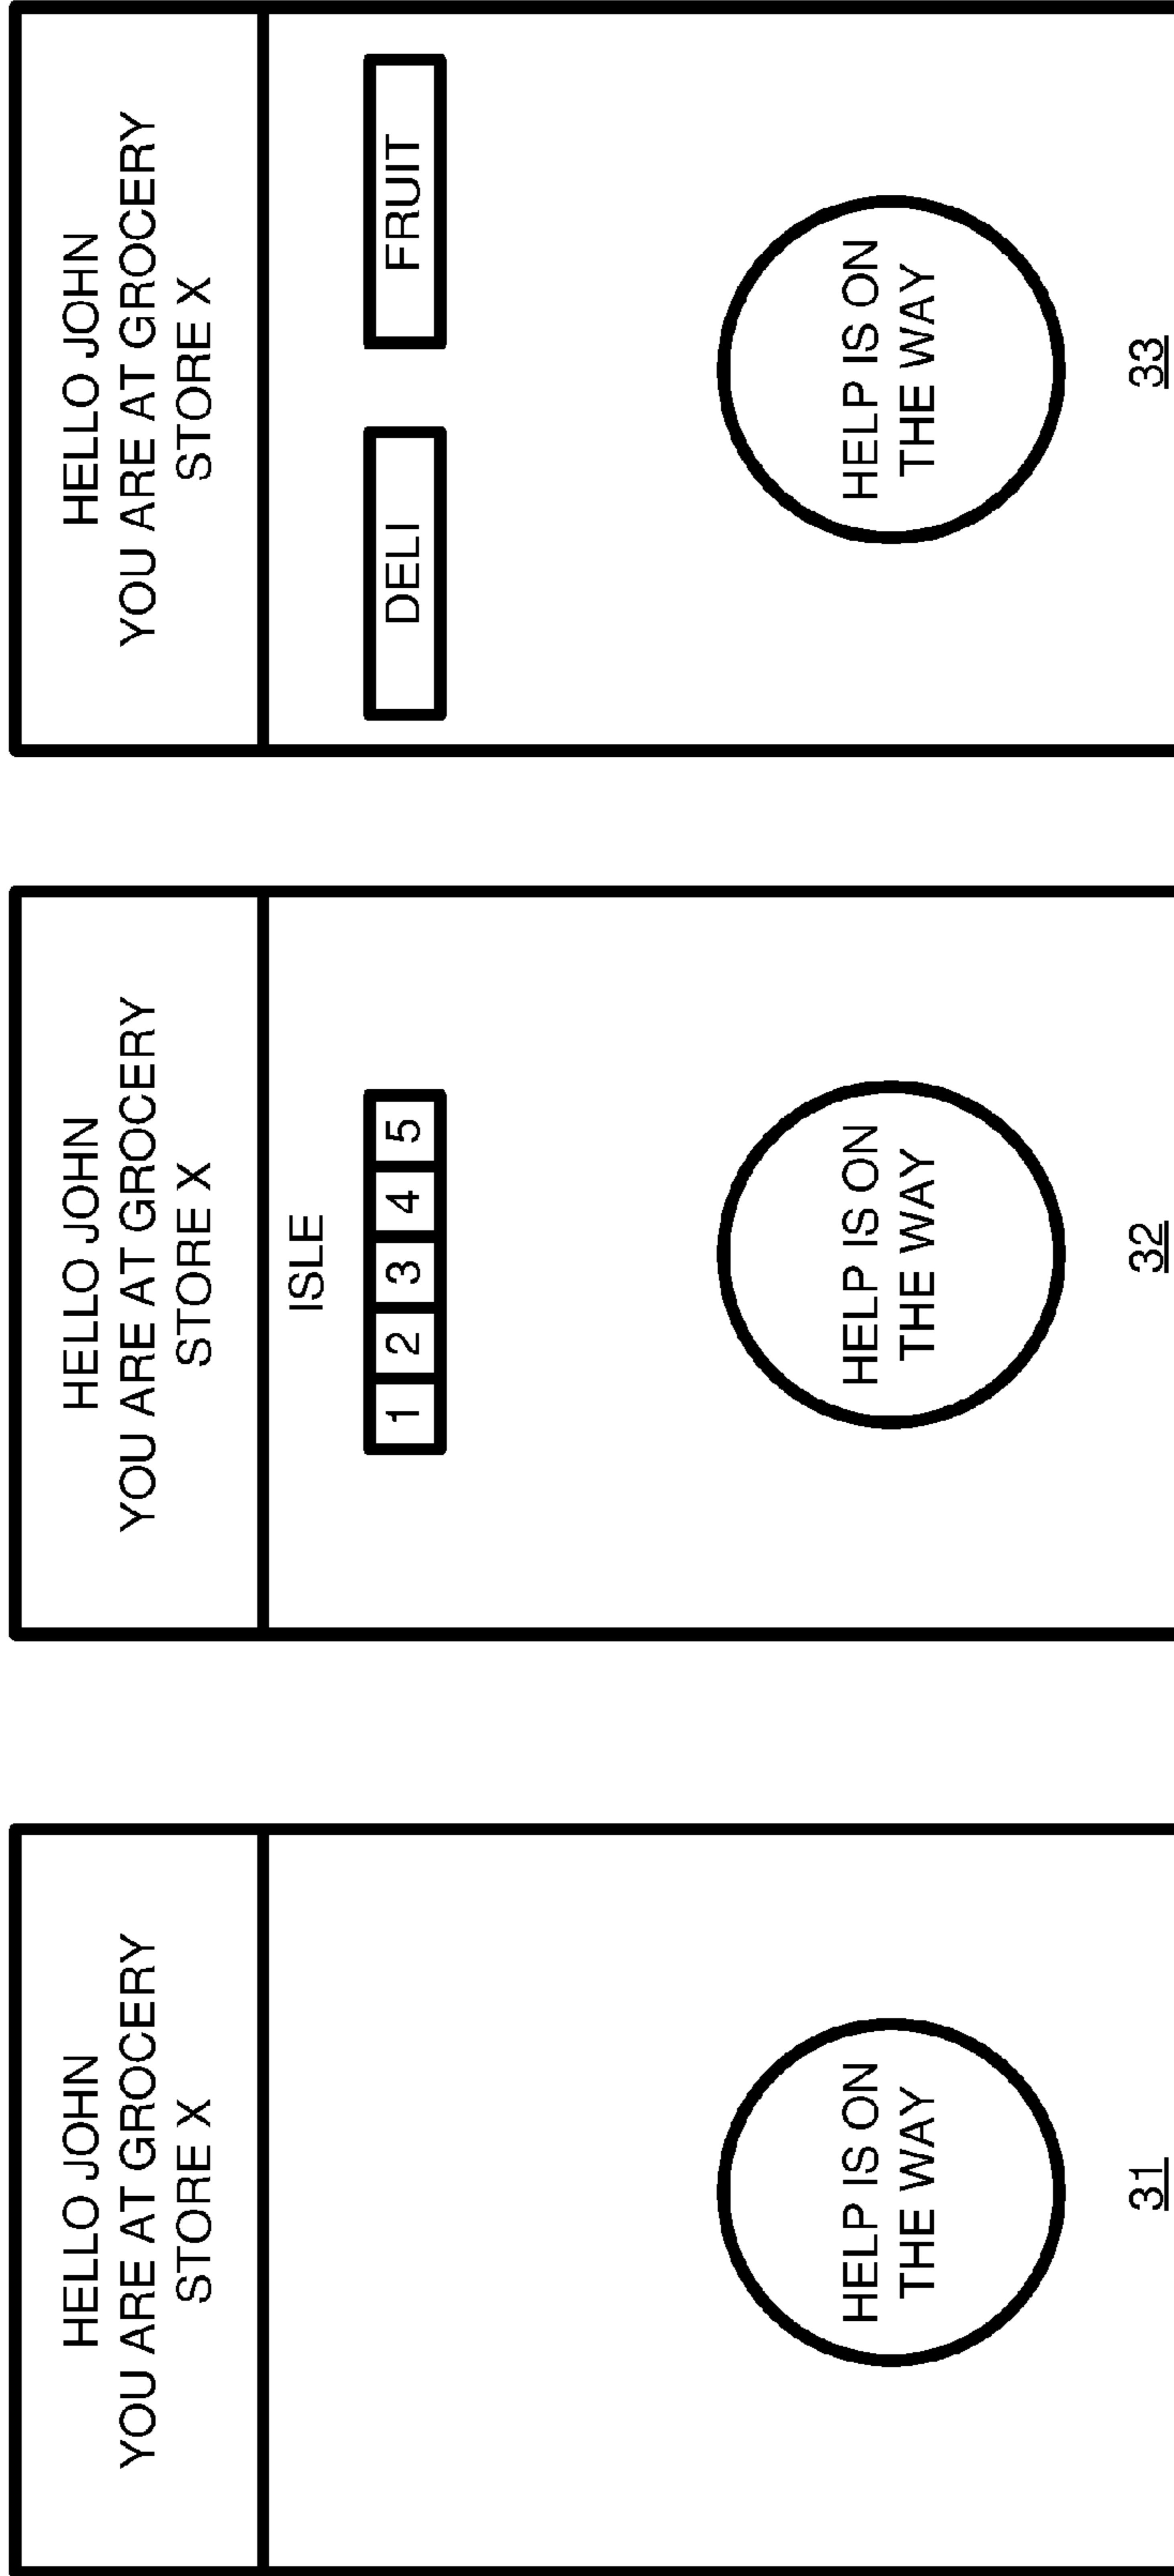 HELLO JOHN
YOU ARE AT GROCERY
STORE X
HELP IS ON
THE WAY
31
HELLO JOHN
YOU ARE AT GROCERY
STORE X
ISLE
1 2 3 4 5
HELP IS ON
THE WAY
32
HELLO JOHN
YOU ARE AT GROCERY
STORE X
DELI
FRUIT
HELP IS ON
THE WAY
33